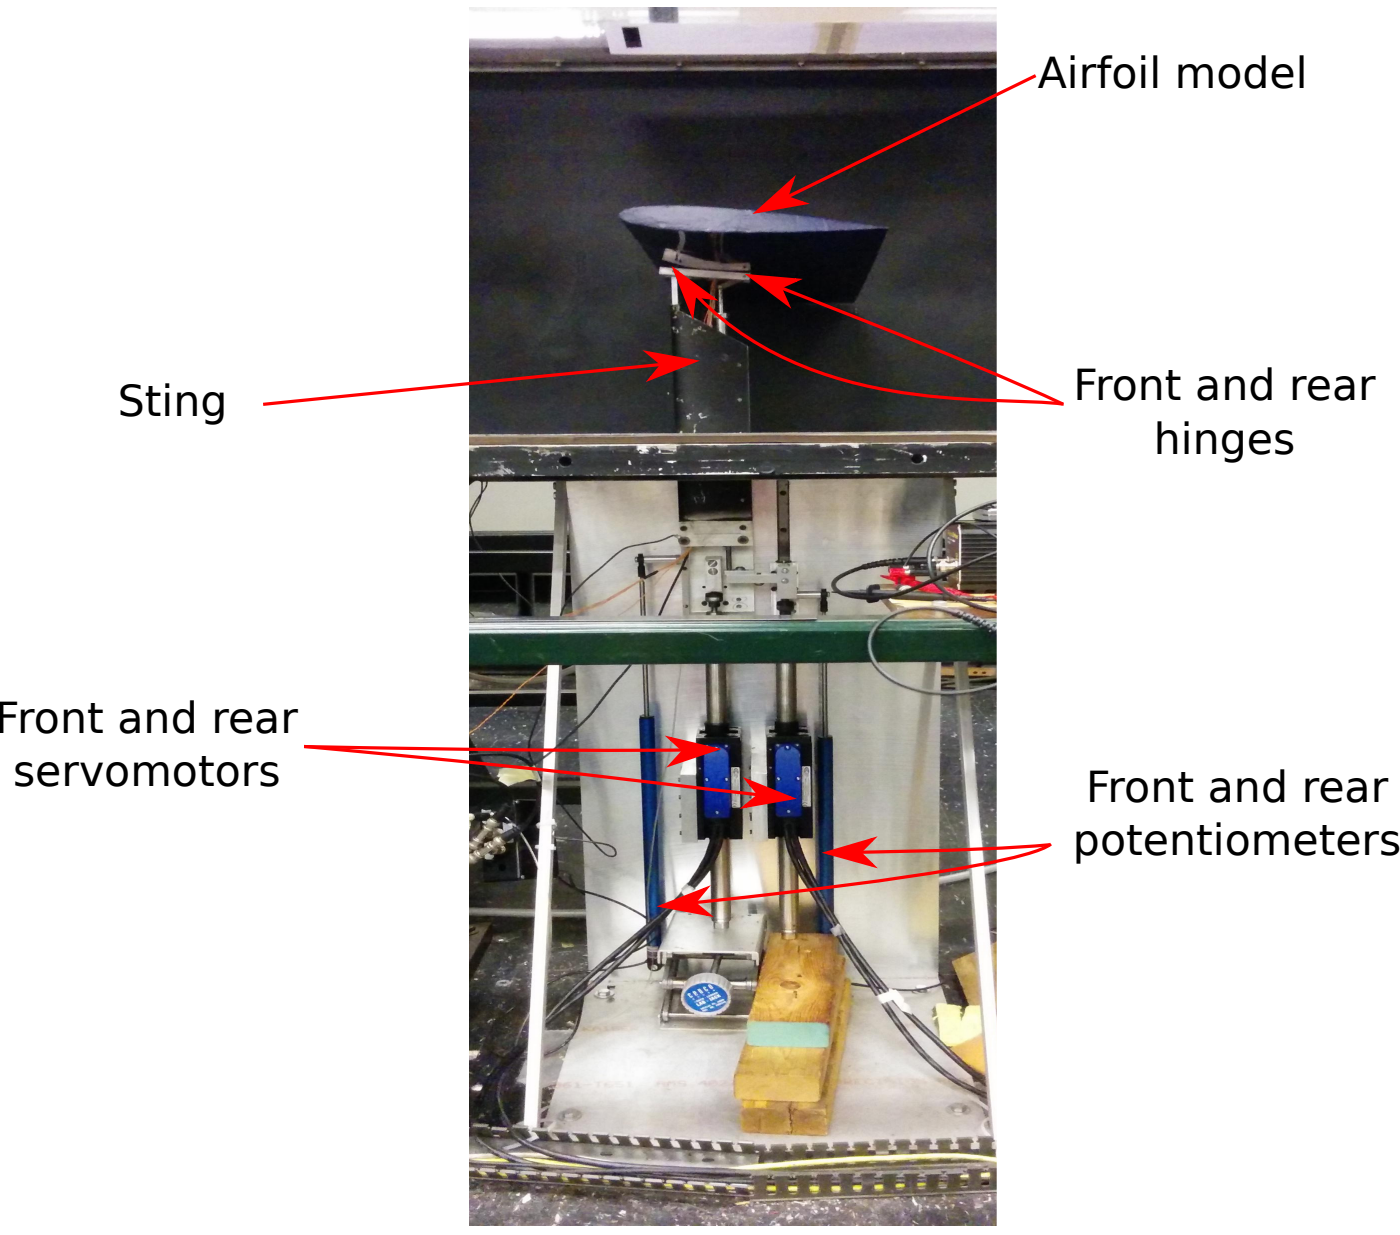 Airfoil model
Sting
Front and rear
hinges
Front and rear
servomotors
Front and rear
potentiometers